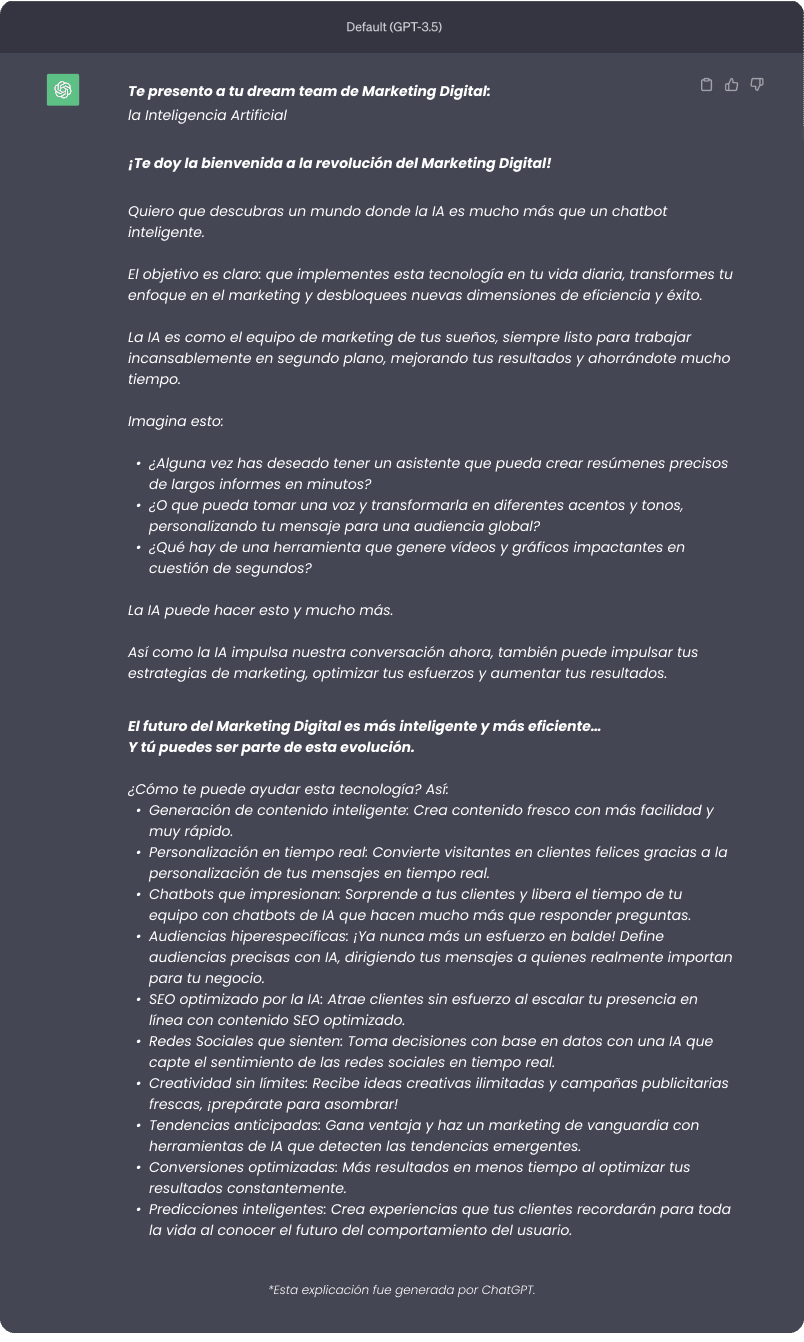 Default (GPT-3.5)
Te presento a tu dream team de Marketing Digital:
la Inteligencia Artificial
¡Te doy la bienvenida a la revolución del Marketing Digital!
Quiero que descubras un mundo donde la IA es mucho más que un chatbot
inteligente.
El objetivo es claro: que implementes esta tecnología en tu vida diaria, transformes tu
enfoque en el marketing y desbloquees nuevas dimensiones de eficiencia y éxito.
La IA es como el equipo de marketing de tus sueños, siempre listo para trabajar
incansablemente en segundo plano, mejorando tus resultados y ahorrándote mucho
tiempo.
Imagina esto:
• ¿Alguna vez has deseado tener un asistente que pueda crear resúmenes precisos
de largos informes en minutos?
• ¿O que pueda tomar una voz y transformarla en diferentes acentos y tonos,
personalizando tu mensaje para una audiencia global?
• ¿Qué hay de una herramienta que genere vídeos y gráficos impactantes en
cuestión de segundos?
La IA puede hacer esto y mucho más.
Así como la IA impulsa nuestra conversación ahora, también puede impulsar tus
estrategias de marketing, optimizar tus esfuerzos y aumentar tus resultados.
El futuro del Marketing Digital es más inteligente y más eficiente...
Y tú puedes ser parte de esta evolución.
¿Cómo te puede ayudar esta tecnología? Así:
• Generación de contenido inteligente: Crea contenido fresco con más facilidad y
muy rápido.
• Personalización en tiempo real: Convierte visitantes en clientes felices gracias a la
personalización de tus mensajes en tiempo real.
• Chatbots que impresionan: Sorprende a tus clientes y libera el tiempo de tu
equipo con chatbots de IA que hacen mucho más que responder preguntas.
• Audiencias hiperespecíficas: ¡Ya nunca más un esfuerzo en balde! Define
audiencias precisas con IA, dirigiendo tus mensajes a quienes realmente importan
para tu negocio.
• SEO optimizado por la IA: Atrae clientes sin esfuerzo al escalar tu presencia en
línea con contenido SEO optimizado.
• Redes Sociales que sienten: Toma decisiones con base en datos con una IA que
capte el sentimiento de las redes sociales en tiempo real.
• Creatividad sin límites: Recibe ideas creativas ilimitadas y campañas publicitarias
frescas, ¡prepárate para asombrar!
• Tendencias anticipadas: Gana ventaja y haz un marketing de vanguardia con
herramientas de IA que detecten las tendencias emergentes.
• Conversiones optimizadas: Más resultados en menos tiempo al optimizar tus
resultados constantemente.
• Predicciones inteligentes: Crea experiencias que tus clientes recordarán para toda
la vida al conocer el futuro del comportamiento del usuario.
*Esta explicación fue generada por ChatGPT.